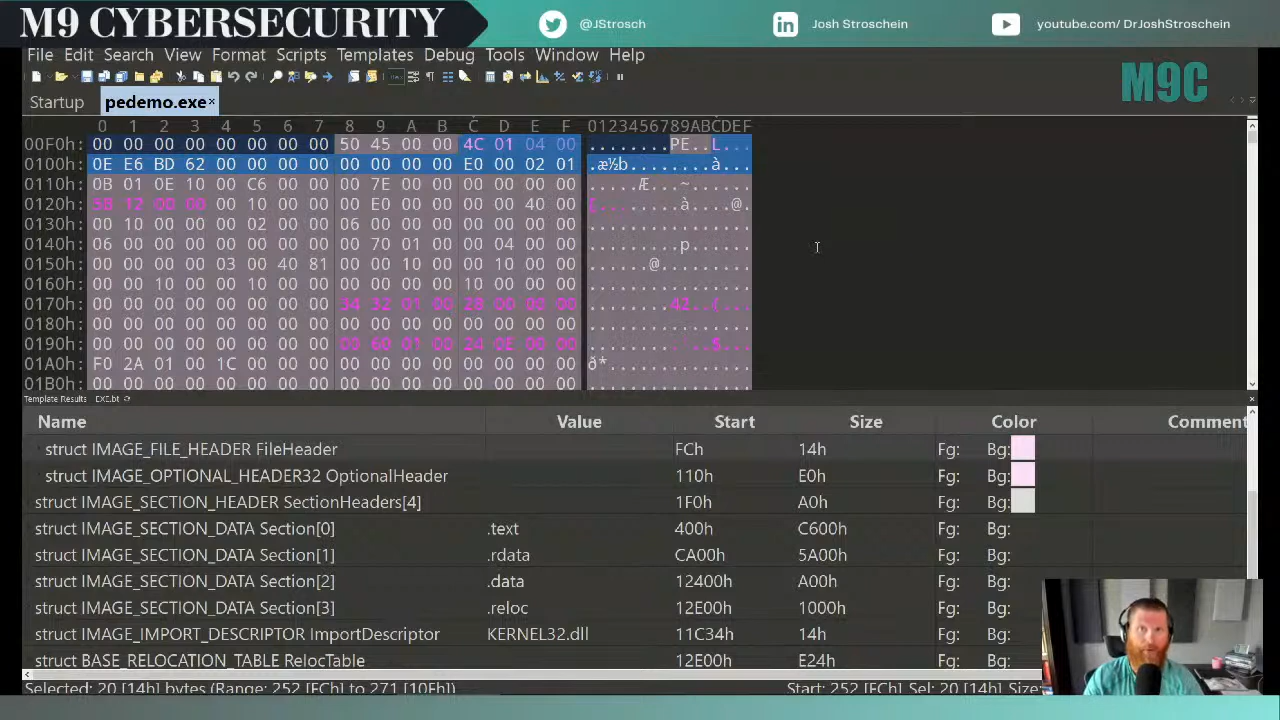 M9 CYBERSECURITY
@JStrosch
Josh Stroschein
youtube.com/ DrJoshStroschein
File Edit Search View Format Scripts Templates Debug Tools Window Help
M9C
Startup pedemo.exe×
0 1 2 3 4 5 6 7 8 9 A B C D E F 0123456789ABCDEF
00F0h: 00 00 00 00 00 00 00 00 50 45 00 00 4C 01 04 00 ........PE..L...
0100h: 0E E6 BD 62 00 00 00 00 00 00 00 00 E0 00 02 01 .æ½b........à...
0110h: 0B 01 0E 10 00 C6 00 00 00 7E 00 00 00 00 00 00 .....Æ...~......
0120h: 5B 12 00 00 00 10 00 00 00 E0 00 00 00 00 40 00 [........à....@.
0130h: 00 10 00 00 00 02 00 00 06 00 00 00 00 00 00 00 ................
0140h: 06 00 00 00 00 00 00 00 00 70 01 00 00 04 00 00 .........p......
0150h: 00 00 00 00 03 00 40 81 00 00 10 00 00 10 00 00 ......@.........
0160h: 00 00 10 00 00 10 00 00 00 00 00 00 10 00 00 00 ................
0170h: 00 00 00 00 00 00 00 00 34 32 01 00 28 00 00 00 ........42..(...
0180h: 00 00 00 00 00 00 00 00 00 00 00 00 00 00 00 00 ................
0190h: 00 00 00 00 00 00 00 00 00 60 01 00 24 0E 00 00 .........`..$...
01A0h: F0 2A 01 00 1C 00 00 00 00 00 00 00 00 00 00 00 ð*..............
01B0h: 00 00 00 00 00 00 00 00 00 00 00 00 00 00 00 00
Template Results EXE.bt
Name Value Start Size Color Comment
struct IMAGE_FILE_HEADER FileHeader FCh 14h Fg: Bg:
struct IMAGE_OPTIONAL_HEADER32 OptionalHeader 110h E0h Fg: Bg:
struct IMAGE_SECTION_HEADER SectionHeaders[4] 1F0h A0h Fg: Bg:
struct IMAGE_SECTION_DATA Section[0] .text 400h C600h Fg: Bg:
struct IMAGE_SECTION_DATA Section[1] .rdata CA00h 5A00h Fg: Bg:
struct IMAGE_SECTION_DATA Section[2] .data 12400h A00h Fg: Bg:
struct IMAGE_SECTION_DATA Section[3] .reloc 12E00h 1000h Fg: Bg:
struct IMAGE_IMPORT_DESCRIPTOR ImportDescriptor KERNEL32.dll 11C34h 14h Fg: Bg:
struct BASE_RELOCATION_TABLE RelocTable 12E00h E24h Fg: Bg:
Selected: 20 [14h] bytes (Range: 252 [FCh] to 271 [10Fh]) Start: 252 [FCh] Sel: 20 [14h] Size: